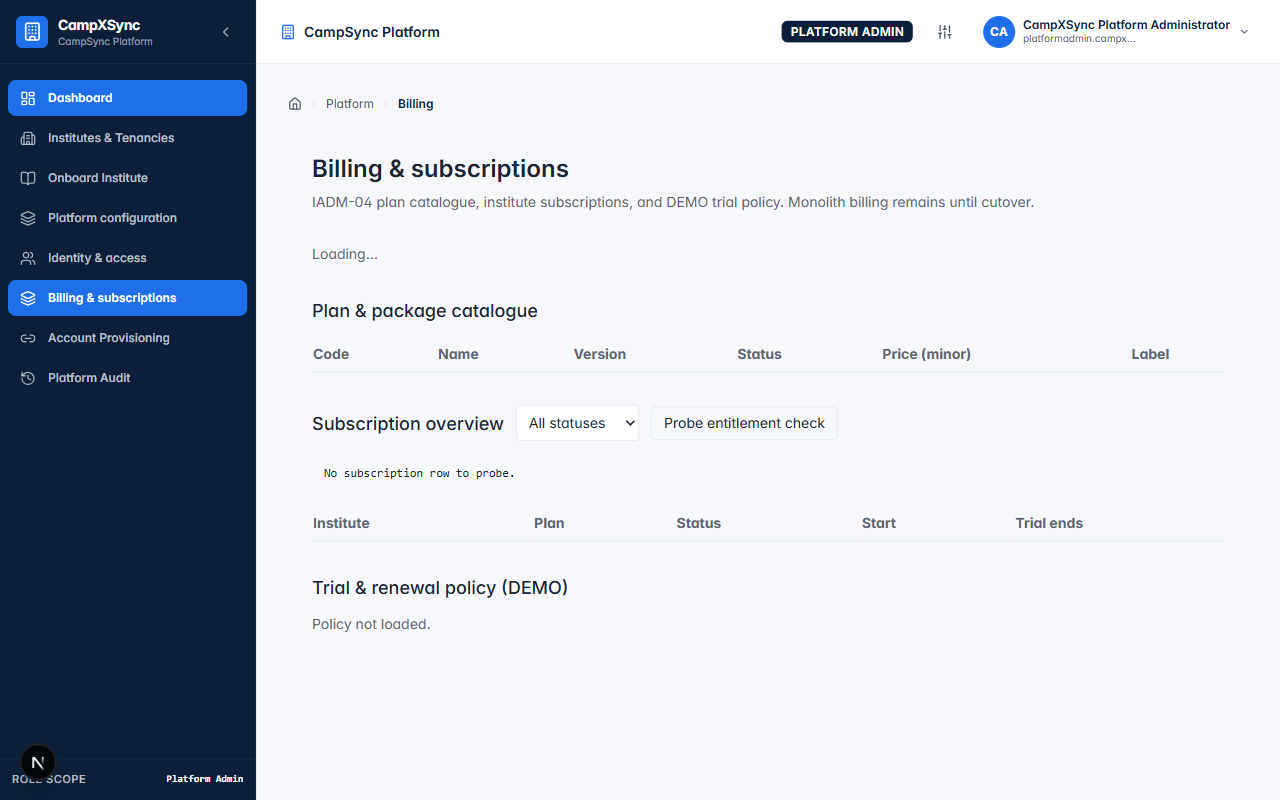 CampXSync
CampSync Platform
CampSync Platform
PLATFORM ADMIN
CA
CampXSync Platform Administrator
platformadmin.campx...
Dashboard
Institutes & Tenancies
Onboard Institute
Platform configuration
Identity & access
Billing & subscriptions
Account Provisioning
Platform Audit
N
ROLE SCOPE
Platform Admin
Platform
Billing
Billing & subscriptions
IADM-04 plan catalogue, institute subscriptions, and DEMO trial policy. Monolith billing remains until cutover.
Loading...
Plan & package catalogue
Code Name Version Status Price (minor) Label
Subscription overview
All statuses
Probe entitlement check
No subscription row to probe.
Institute Plan Status Start Trial ends
Trial & renewal policy (DEMO)
Policy not loaded.